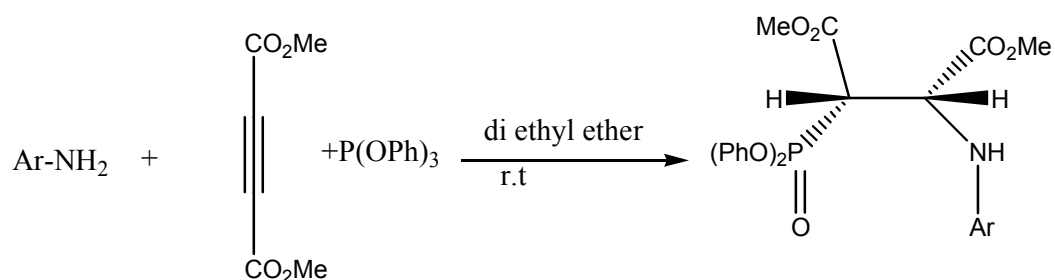 Ar-NH2 + CO2Me CO2Me +P(OPh)3
di ethyl ether
r.t
MeO2C CO2Me
H H
(PhO)2P NH
O Ar